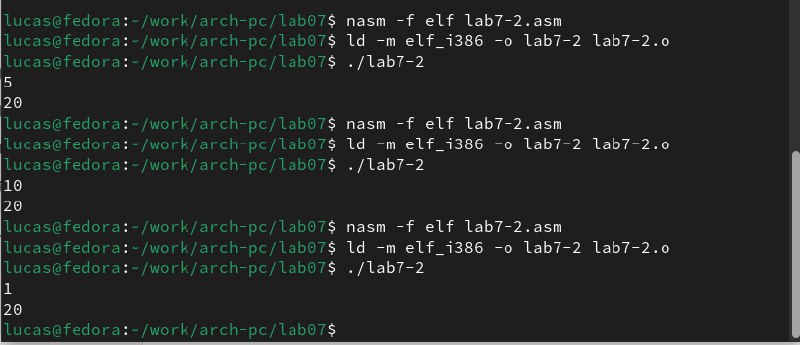 lucas@fedora:~/work/arch-pc/lab07$ nasm -f elf lab7-2.asm
lucas@fedora:~/work/arch-pc/lab07$ ld -m elf_i386 -o lab7-2 lab7-2.o
lucas@fedora:~/work/arch-pc/lab07$ ./lab7-2
5
20
lucas@fedora:~/work/arch-pc/lab07$ nasm -f elf lab7-2.asm
lucas@fedora:~/work/arch-pc/lab07$ ld -m elf_i386 -o lab7-2 lab7-2.o
lucas@fedora:~/work/arch-pc/lab07$ ./lab7-2
10
20
lucas@fedora:~/work/arch-pc/lab07$ nasm -f elf lab7-2.asm
lucas@fedora:~/work/arch-pc/lab07$ ld -m elf_i386 -o lab7-2 lab7-2.o
lucas@fedora:~/work/arch-pc/lab07$ ./lab7-2
1
20
lucas@fedora:~/work/arch-pc/lab07$